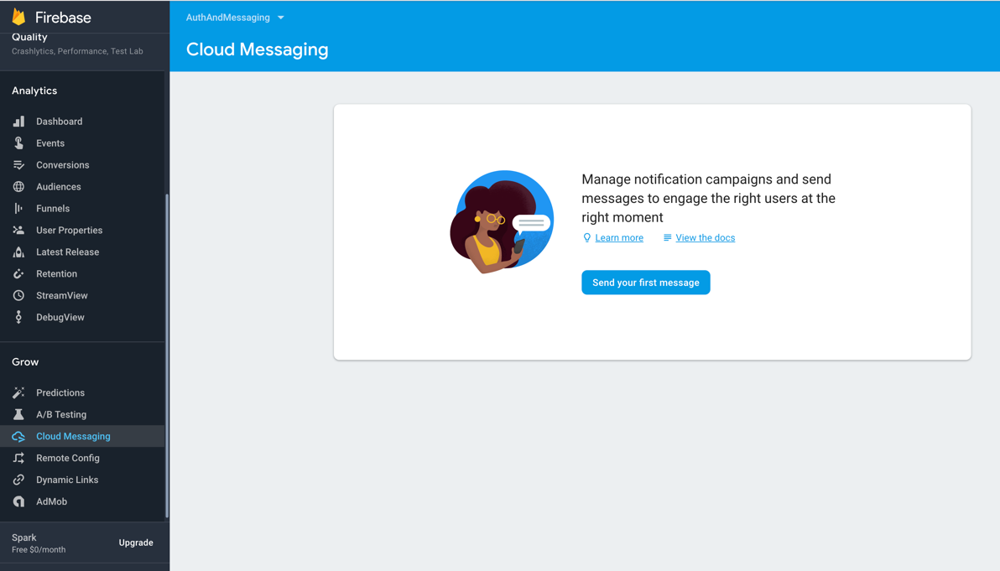 Firebase
Quality
Crashlytics, Performance, Test Lab
Analytics
Dashboard
Events
Conversions
Audiences
Funnels
User Properties
Latest Release
Retention
StreamView
DebugView
Grow
Predictions
A/B Testing
Cloud Messaging
Remote Config
Dynamic Links
AdMob
Spark
Free $0/month
Upgrade
AuthAndMessaging
Cloud Messaging
Manage notification campaigns and send
messages to engage the right users at the
right moment
Learn more
View the docs
Send your first message